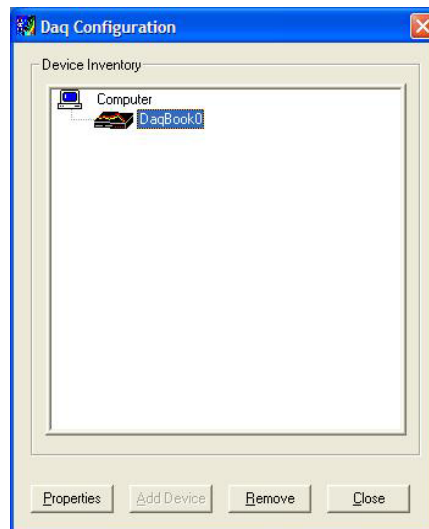 Daq Configuration
Device Inventory
Computer
DaqBook0
Properties
Add Device
Remove
Close